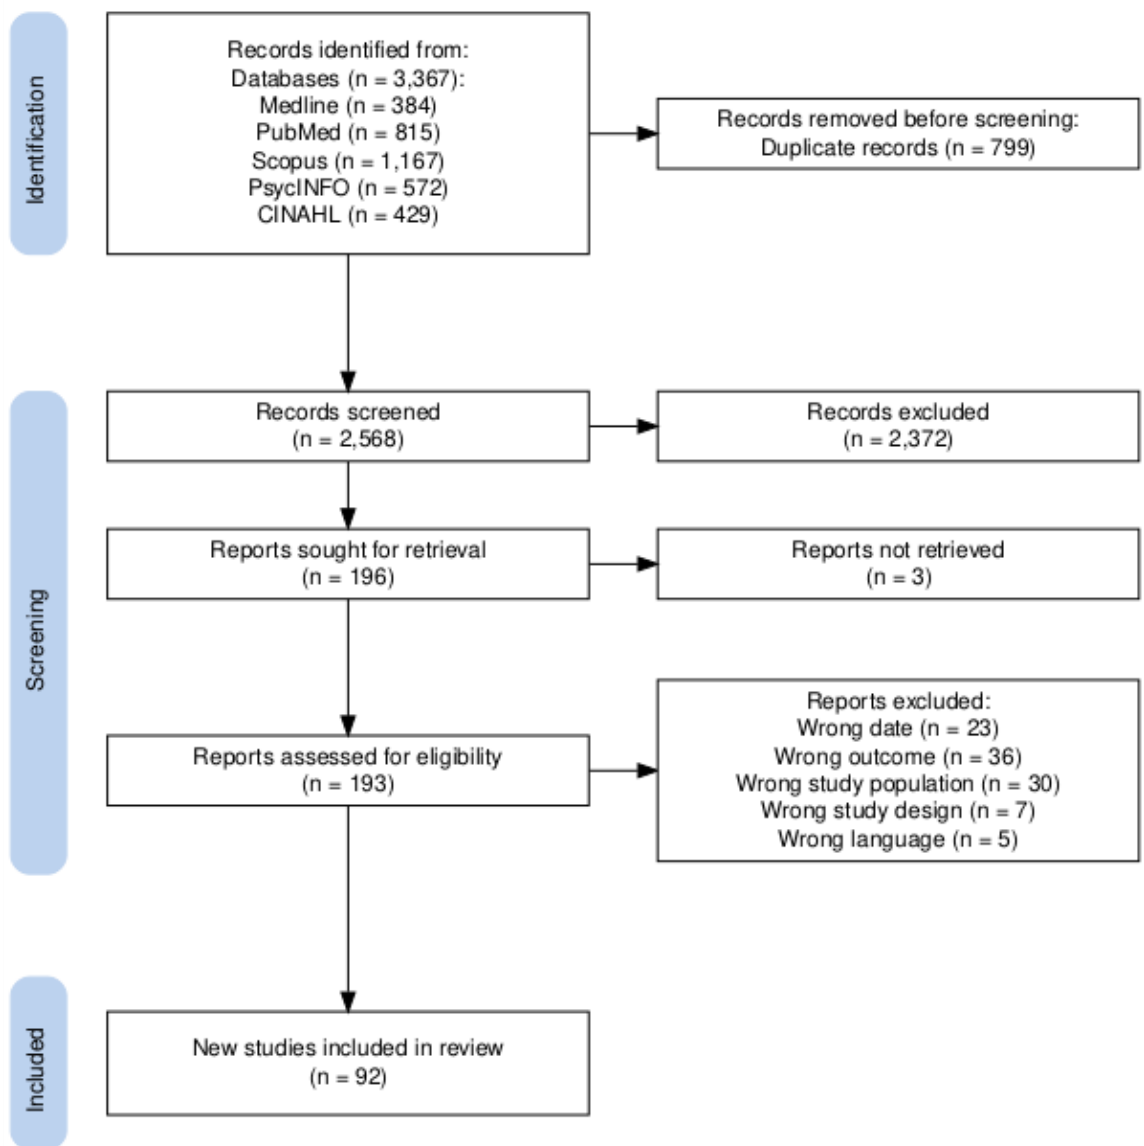 Identification
Records identified from:
Databases (n = 3,367):
Medline (n = 384)
PubMed (n = 815)
Scopus (n = 1,167)
PsycINFO (n = 572)
CINAHL (n = 429)
Records removed before screening:
Duplicate records (n = 799)
Screening
Records screened
(n = 2,568)
Records excluded
(n = 2,372)
Reports sought for retrieval
(n = 196)
Reports not retrieved
(n = 3)
Reports assessed for eligibility
(n = 193)
Reports excluded:
Wrong date (n = 23)
Wrong outcome (n = 36)
Wrong study population (n = 30)
Wrong study design (n = 7)
Wrong language (n = 5)
Included
New studies included in review
(n = 92)